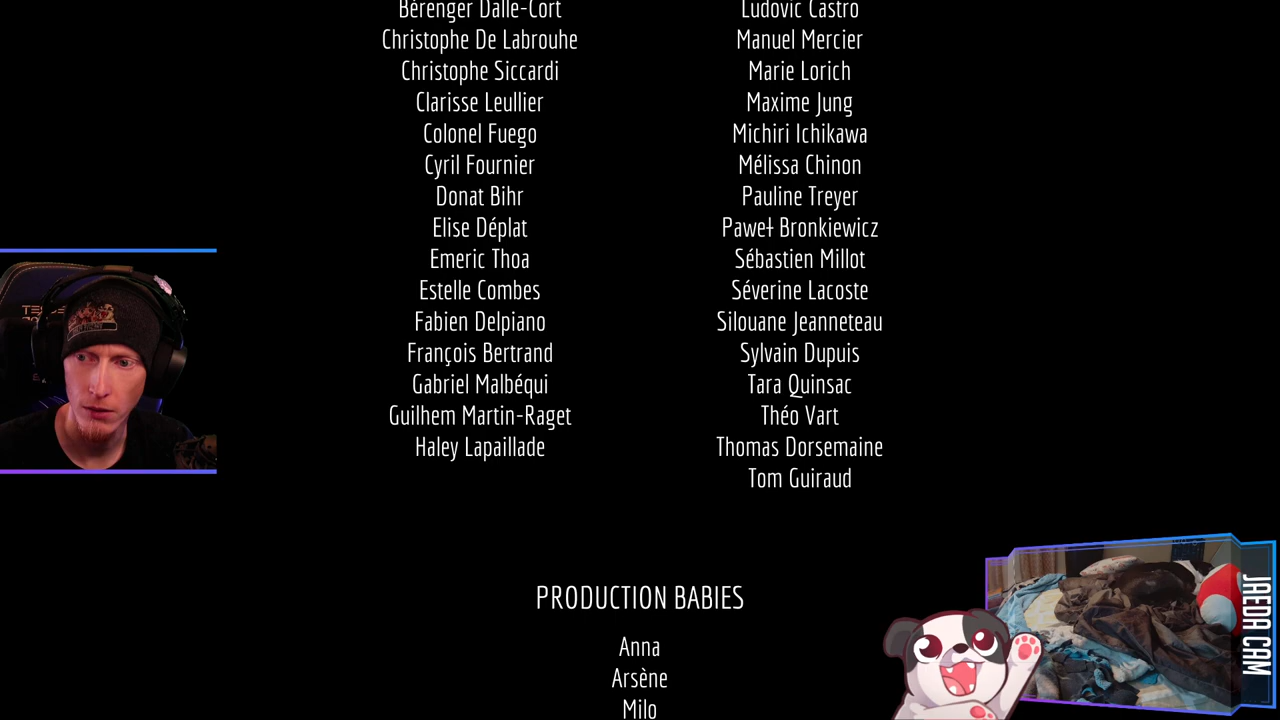 Bérenger Dalle-Cort
Christophe De Labrouhe
Christophe Siccardi
Clarisse Leullier
Colonel Fuego
Cyril Fournier
Donat Bihr
Elise Déplat
Emeric Thoa
Estelle Combes
Fabien Delpiano
François Bertrand
Gabriel Malbéqui
Guilhem Martin-Raget
Haley Lapaillade
Ludovic Castro
Manuel Mercier
Marie Lorich
Maxime Jung
Michiri Ichikawa
Mélissa Chinon
Pauline Treyer
Paweł Bronkiewicz
Sébastien Millot
Séverine Lacoste
Silouane Jeanneteau
Sylvain Dupuis
Tara Quinsac
Théo Vart
Thomas Dorsemaine
Tom Guiraud
PRODUCTION BABIES
Anna
Arsène
Milo
JAEDA CAM